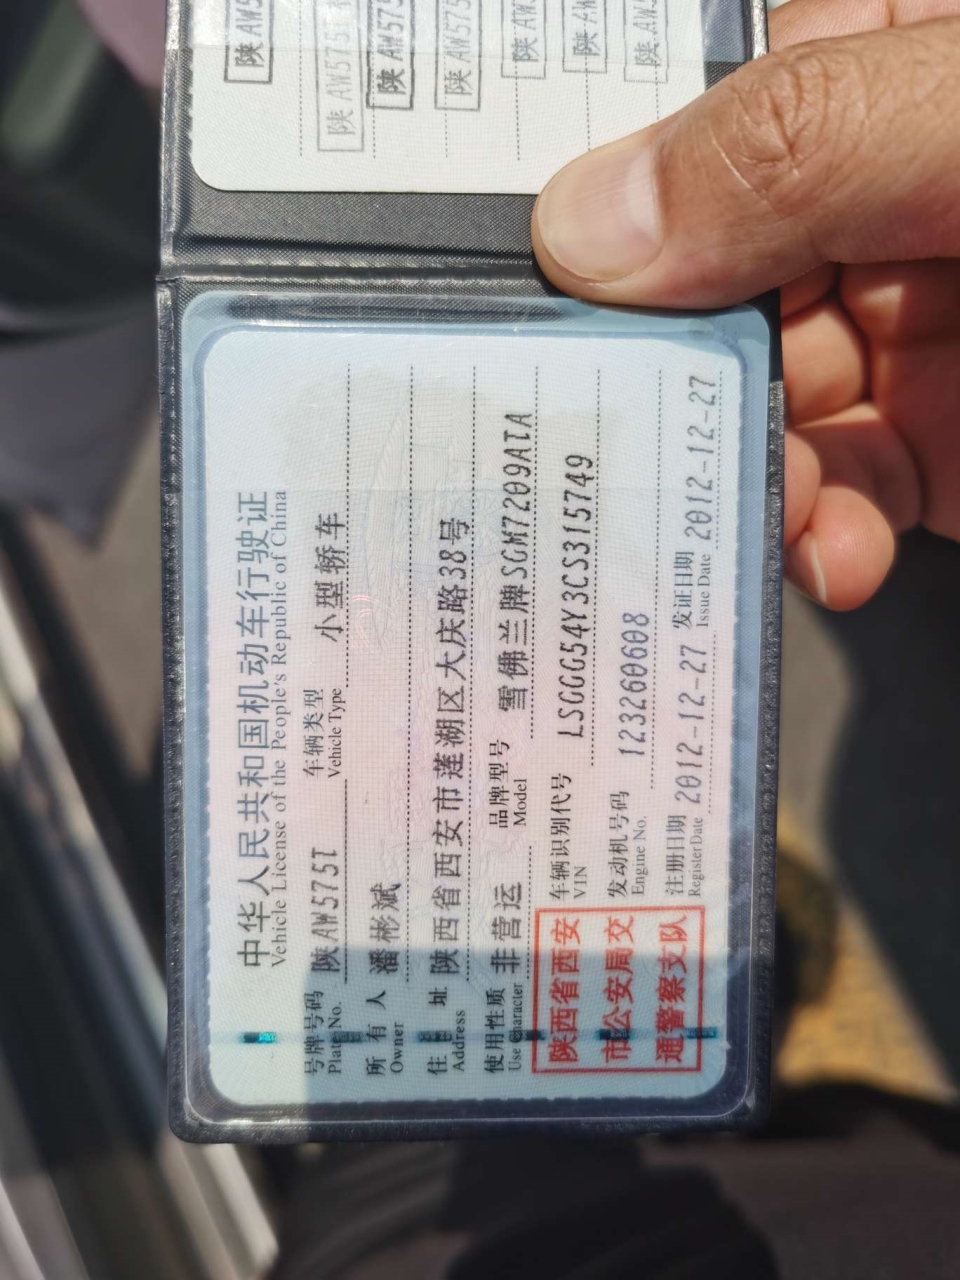 陕AW575
陕AW575T
陕AW575
陕AW575
陕AW5
陕AW
陕AW5
中华人民共和国机动车行驶证
Vehicle License of the People's Republic of China
号牌号码 陕AW575T 车辆类型 小型轿车
Plate No. Vehicle Type
所有人 潘彬斌
Owner
住址 陕西省西安市莲湖区大庆路38号
Address
使用性质 非营运 品牌型号 雪佛兰牌SGM7209ATA
Use Character Model
陕西省西安
市公安局交
通警察支队
车辆识别代号 LSGGG54Y3CS315749
VIN
发动机号码 123260608
Engine No.
注册日期 2012-12-27 发证日期 2012-12-27
Register Date Issue Date